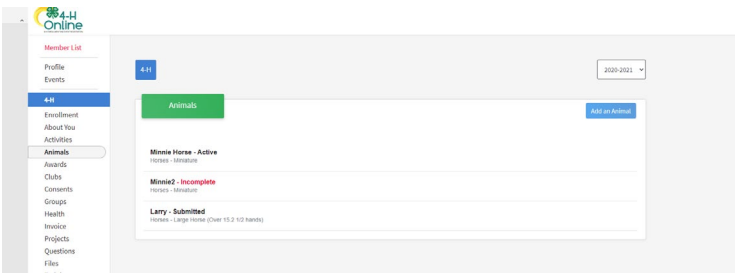 4-H
Online
Member List
Profile
Events
4-H
Enrollment
About You
Activities
Animals
Awards
Clubs
Consents
Groups
Health
Invoice
Projects
Questions
Files
4-H
2020-2021
Animals
Add an Animal
Minnie Horse - Active
Horses - Miniature
Minnie2 - Incomplete
Horses - Miniature
Larry - Submitted
Horses - Large Horse (Over 15.2 1/2 hands)